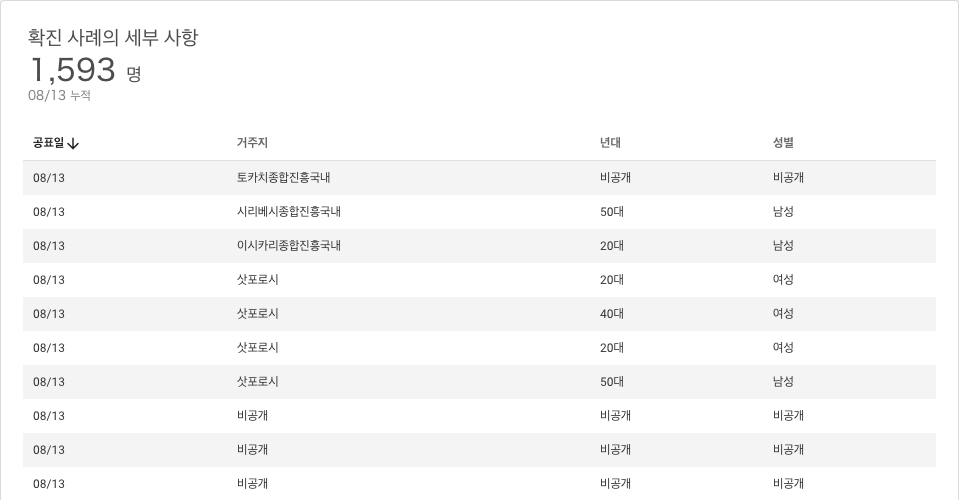 확진 사례의 세부 사항
1,593 명
08/13 누적
공표일 거주지 년대 성별
08/13 토카치종합진흥국내 비공개 비공개
08/13 시리베시종합진흥국내 50대 남성
08/13 이시카리종합진흥국내 20대 남성
08/13 삿포로시 20대 여성
08/13 삿포로시 40대 여성
08/13 삿포로시 20대 여성
08/13 삿포로시 50대 남성
08/13 비공개 비공개 비공개
08/13 비공개 비공개 비공개
08/13 비공개 비공개 비공개